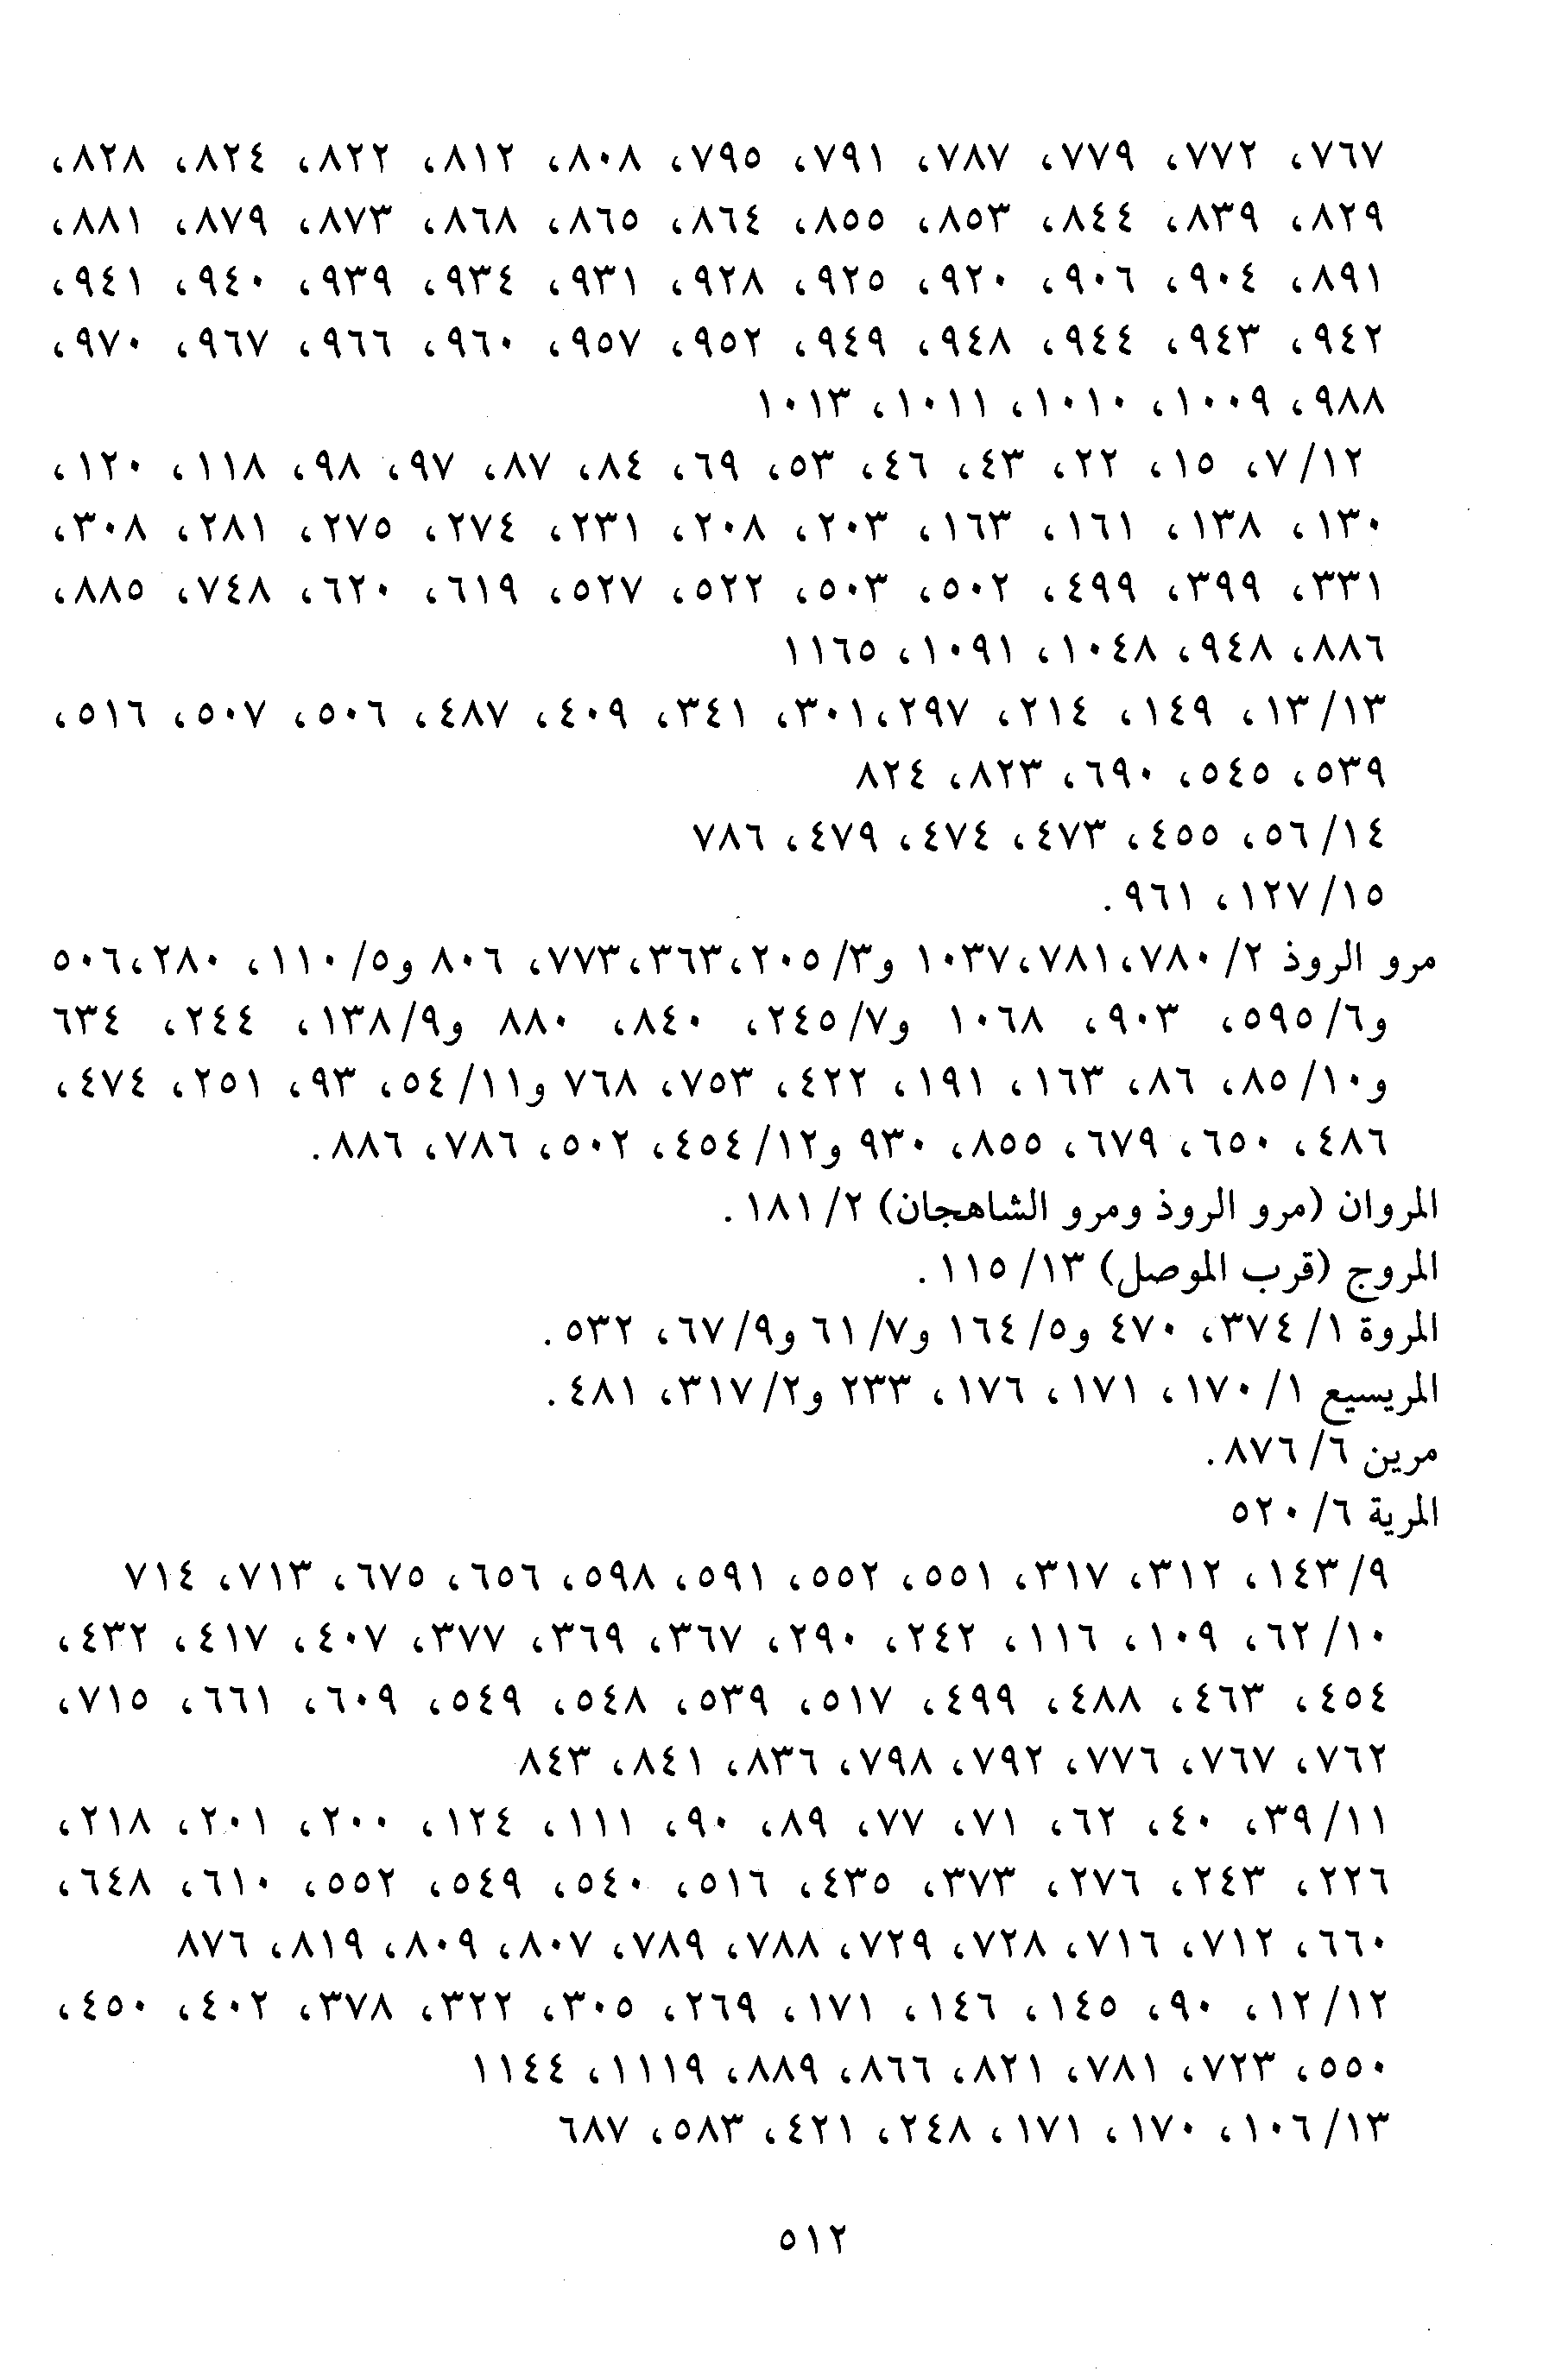 ٧٦٧، ٧٧٢، ٧٧٩، ٧٨٧، ٧٩١، ٧٩٥، ٨٠٨، ٨١٢، ٨٢٢، ٨٢٤، ٨٢٨،
٨٢٩، ٨٣٩، ٨٤٤، ٨٥٣، ٨٥٥، ٨٦٤، ٨٦٥، ٨٦٨، ٨٧٣، ٨٧٩، ٨٨١،
٨٩١، ٩٠٤، ٩٠٦، ٩٢٠، ٩٢٥، ٩٢٨، ٩٣١، ٩٣٤، ٩٣٩، ٩٤٠، ٩٤١،
٩٤٢، ٩٤٣، ٩٤٤، ٩٤٨، ٩٤٩، ٩٥٢، ٩٥٧، ٩٦٠، ٩٦٦، ٩٦٧، ٩٧٠،
٩٨٨، ١٠٠٩، ١٠١٠، ١٠١١، ١٠١٣
١٢/ ٧، ١٥، ٢٢، ٤٣، ٤٦، ٥٣، ٦٩، ٨٤، ٨٧، ٩٧، ٩٨، ١١٨، ١٢٠،
١٣٠، ١٣٨، ١٦١، ١٦٣، ٢٠٣، ٢٠٨، ٢٣١، ٢٧٤، ٢٧٥، ٢٨١، ٣٠٨،
٣٣١، ٣٩٩، ٤٩٩، ٥٠٢، ٥٠٣، ٥٢٢، ٥٢٧، ٦١٩، ٦٢٠، ٧٤٨، ٨٨٥،
٨٨٦، ٩٤٨، ١٠٤٨، ١٠٩١، ١١٦٥
١٣/ ١٣، ١٤٩، ٢١٤، ٢٩٧،٣٠١، ٣٤١، ٤٠٩، ٤٨٧، ٥٠٦، ٥٠٧، ٥١٦،
٥٣٩، ٥٤٥، ٦٩٠، ٨٢٣، ٨٢٤
١٤/ ٥٦، ٤٥٥، ٤٧٣، ٤٧٤، ٤٧٩، ٧٨٦
١٥/ ١٢٧، ٩٦١.
مرو الروذ ٢/ ٧٨٠،٧٨١،١٠٣٧ و٣/ ٢٠٥،٣٦٣،٧٧٣، ٨٠٦ و٥/ ١١٠، ٢٨٠،٥٠٦
و٦/ ٥٩٥، ٩٠٣، ١٠٦٨ و٧/ ٢٤٥، ٨٤٠، ٨٨٠ و٩/ ١٣٨، ٢٤٤، ٦٣٤
و١٠/ ٨٥، ٨٦، ١٦٣، ١٩١، ٤٢٢، ٧٥٣، ٧٦٨ و١١/ ٥٤، ٩٣، ٢٥١، ٤٧٤،
٤٨٦، ٦٥٠، ٦٧٩، ٨٥٥، ٩٣٠ و١٢/ ٤٥٤، ٥٠٢، ٧٨٦، ٨٨٦.
المروان (مرو الروذ ومرو الشاهجان) ٢/ ١٨١.
المروج (قرب الموصل) ١٣/ ١١٥.
المروة ١/ ٣٧٤، ٤٧٠ و٥/ ١٦٤ و٧/ ٦١ و٩/ ٦٧، ٥٣٢.
المريسيع ١/ ١٧٠، ١٧١، ١٧٦، ٢٣٣ و٢/ ٣١٧، ٤٨١.
مرين ٦/ ٨٧٦.
المرية ٦/ ٥٢٠
٩/ ١٤٣، ٣١٢، ٣١٧، ٥٥١، ٥٥٢، ٥٩١، ٥٩٨، ٦٥٦، ٦٧٥، ٧١٣، ٧١٤
١٠/ ٦٢، ١٠٩، ١١٦، ٢٤٢، ٢٩٠، ٣٦٧، ٣٦٩، ٣٧٧، ٤٠٧، ٤١٧، ٤٣٢،
٤٥٤، ٤٦٣، ٤٨٨، ٤٩٩، ٥١٧، ٥٣٩، ٥٤٨، ٥٤٩، ٦٠٩، ٦٦١، ٧١٥،
٧٦٢، ٧٦٧، ٧٧٦، ٧٩٢، ٧٩٨، ٨٣٦، ٨٤١، ٨٤٣
١١/ ٣٩، ٤٠، ٦٢، ٧١، ٧٧، ٨٩، ٩٠، ١١١، ١٢٤، ٢٠٠، ٢٠١، ٢١٨،
٢٢٦، ٢٤٣، ٢٧٦، ٣٧٣، ٤٣٥، ٥١٦، ٥٤٠، ٥٤٩، ٥٥٢، ٦١٠، ٦٤٨،
٦٦٠، ٧١٢، ٧١٦، ٧٢٨، ٧٢٩، ٧٨٨، ٧٨٩، ٨٠٧، ٨٠٩، ٨١٩، ٨٧٦
١٢/ ١٢، ٩٠، ١٤٥، ١٤٦، ١٧١، ٢٦٩، ٣٠٥، ٣٢٢، ٣٧٨، ٤٠٢، ٤٥٠،
٥٥٠، ٧٢٣، ٧٨١، ٨٢١، ٨٦٦، ٨٨٩، ١١١٩، ١١٤٤
١٣/ ١٠٦، ١٧٠، ١٧١، ٢٤٨، ٤٢١، ٥٨٣، ٦٨٧
٥١٢